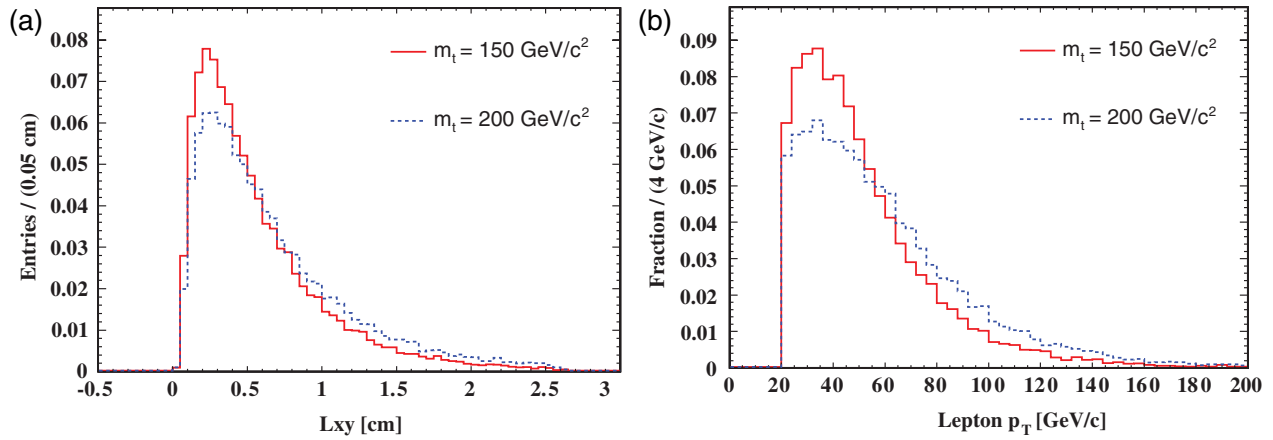 (a)
0.08
0.07
0.06
0.05
0.04
0.03
0.02
0.01
0
Entries / (0.05 cm)
m_t = 150 GeV/c²
m_t = 200 GeV/c²
-0.5 0 0.5 1 1.5 2 2.5 3
Lxy [cm]
(b)
0.09
0.08
0.07
0.06
0.05
0.04
0.03
0.02
0.01
0
Fraction / (4 GeV/c)
m_t = 150 GeV/c²
m_t = 200 GeV/c²
0 20 40 60 80 100 120 140 160 180 200
Lepton p_T [GeV/c]